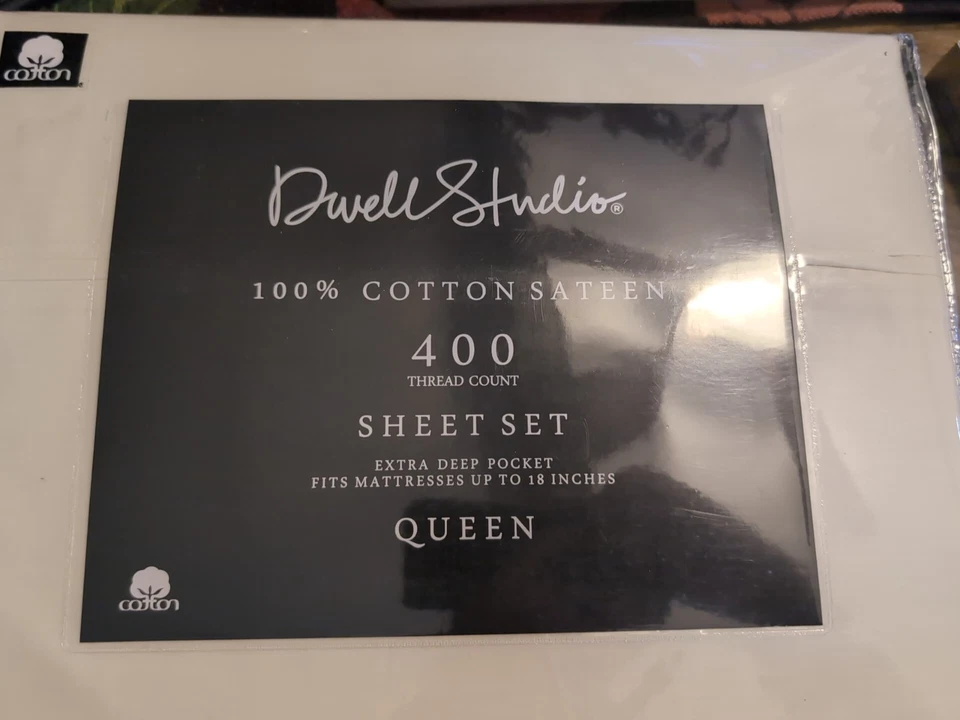 cotton
DwellStudio®
100% COTTON SATEEN
400
THREAD COUNT
SHEET SET
EXTRA DEEP POCKET
FITS MATTRESSES UP TO 18 INCHES
QUEEN
cotton